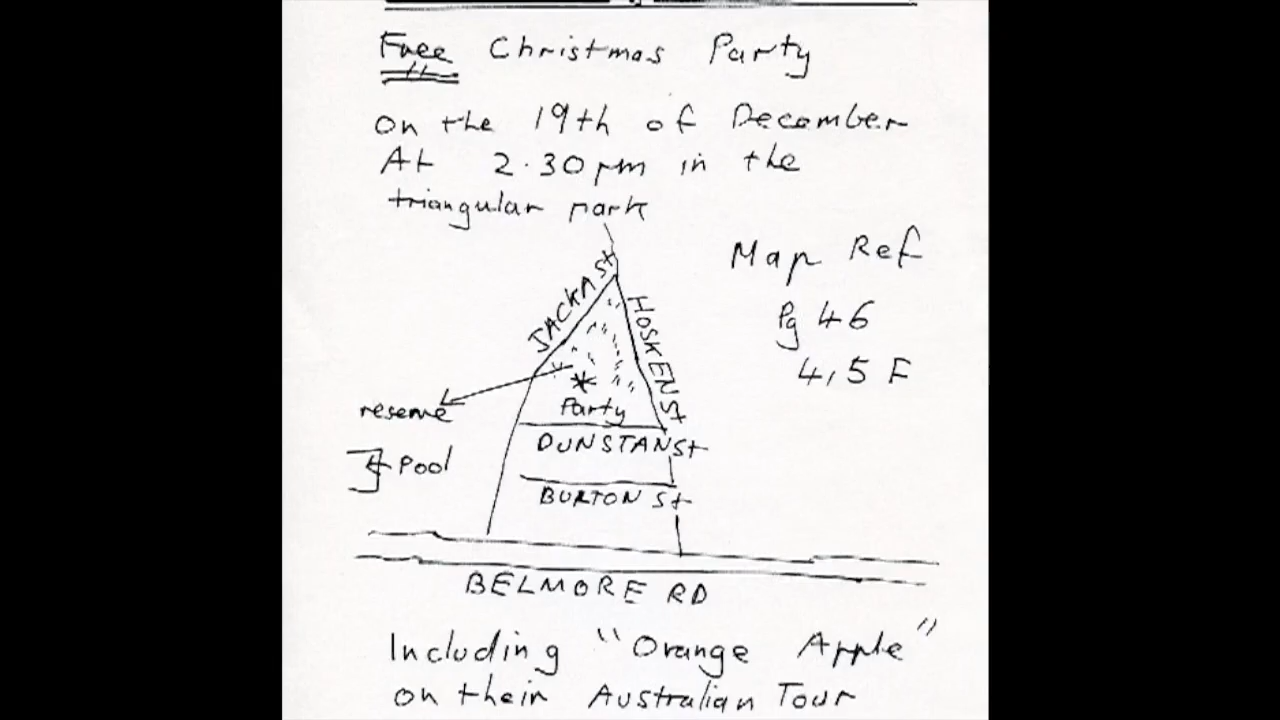 Free Christmas Party
On the 19th of December
At 2.30pm in the
triangular park
Map Ref
Pg 46
4,5 F
JACKA St
HOSKEN St
reserve
Party
DUNSTAN St
Pool
BURTON St
BELMORE RD
Including "Orange Apple"
on their Australian Tour